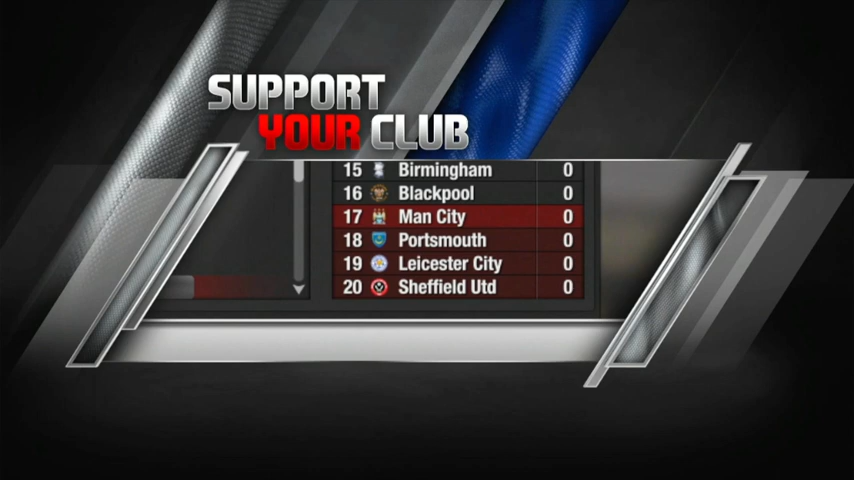 SUPPORT
YOUR CLUB
15 Birmingham 0
16 Blackpool 0
17 Man City 0
18 Portsmouth 0
19 Leicester City 0
20 Sheffield Utd 0